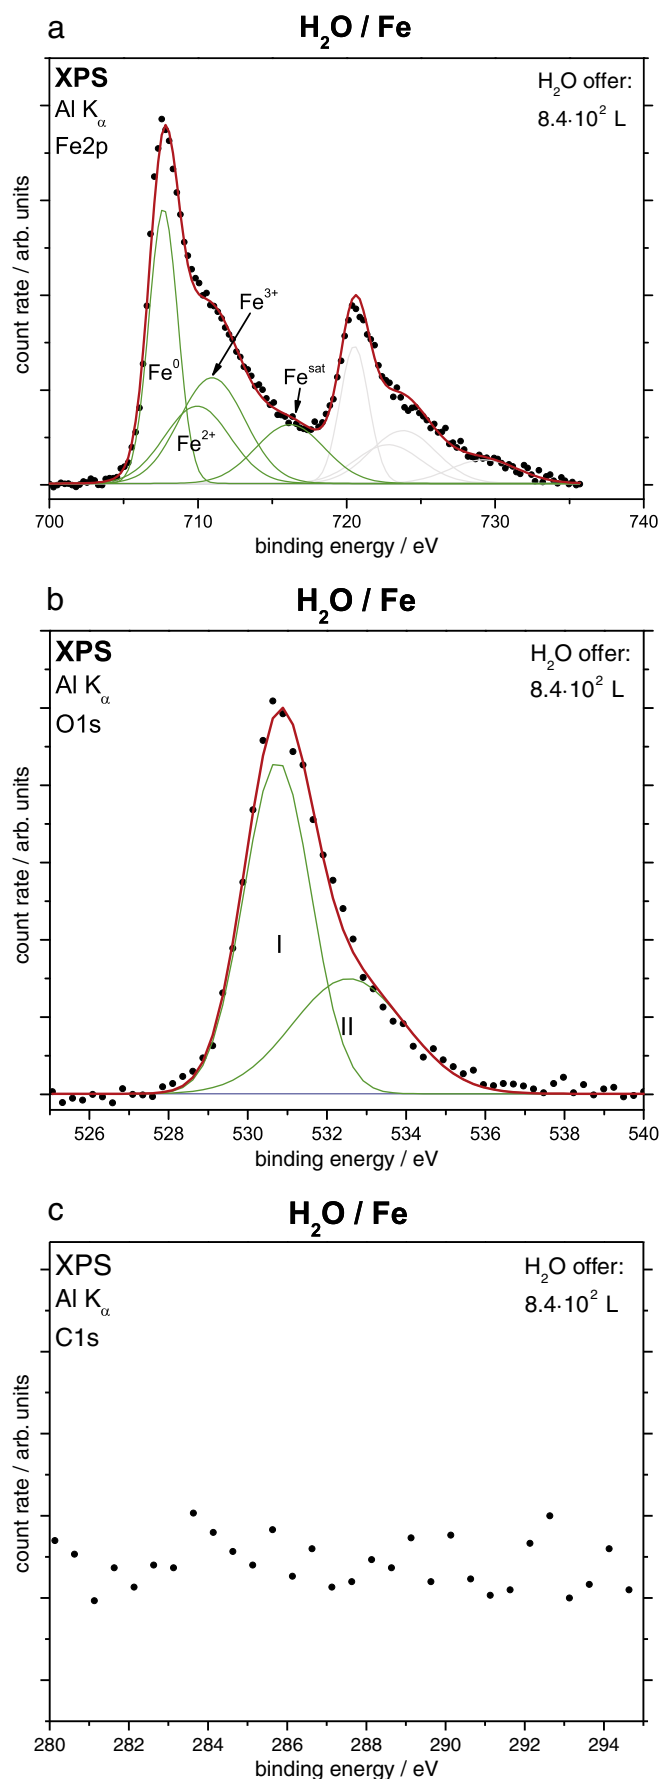 a
H₂O / Fe
XPS
Al Kα
Fe2p
H₂O offer:
8.4·10² L
Fe³⁺
Fe⁰
Feˢᵃᵗ
Fe²⁺
count rate / arb. units
700 710 720 730 740
binding energy / eV
b
H₂O / Fe
XPS
Al Kα
O1s
H₂O offer:
8.4·10² L
I
II
count rate / arb. units
526 528 530 532 534 536 538 540
binding energy / eV
c
H₂O / Fe
XPS
Al Kα
C1s
H₂O offer:
8.4·10² L
count rate / arb. units
280 282 284 286 288 290 292 294
binding energy / eV